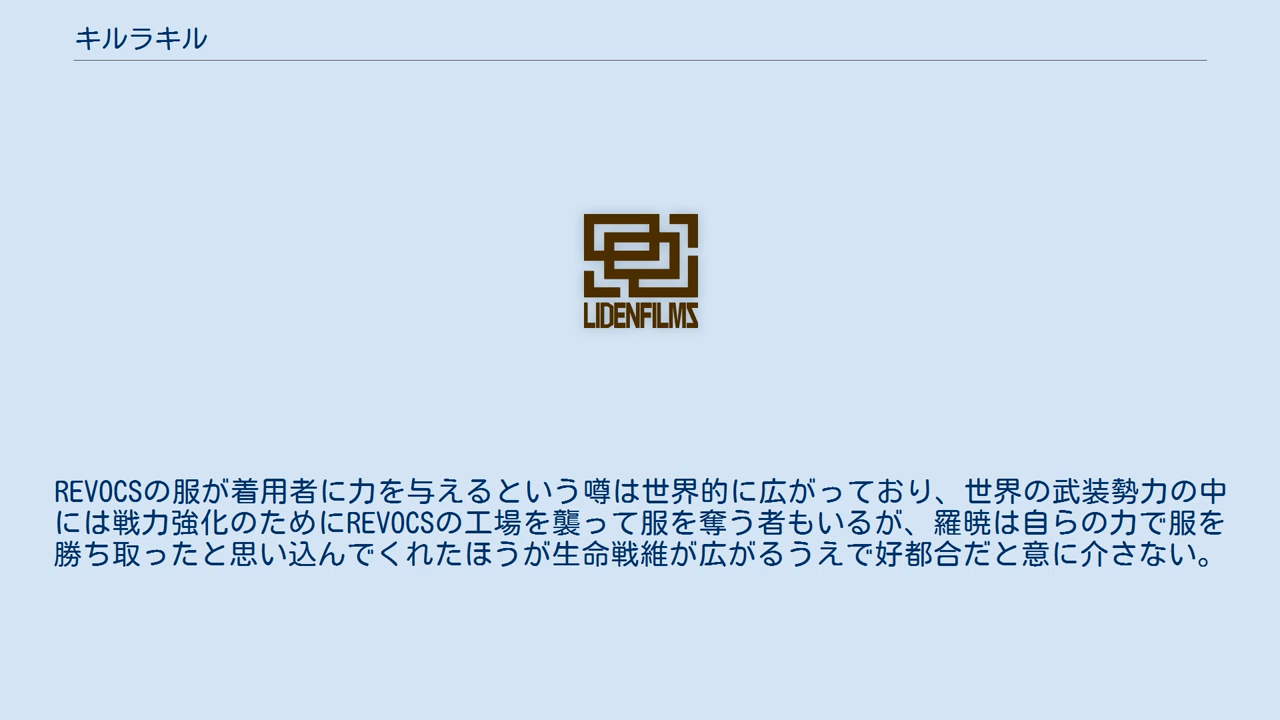 キルラキル
LIDENFILMS
REVOCSの服が着用者に力を与えるという噂は世界的に広がっており、世界の武装勢力の中
には戦力強化のためにREVOCSの工場を襲って服を奪う者もいるが、羅暁は自らの力で服を
勝ち取ったと思い込んでくれたほうが生命戦維が広がるうえで好都合だと意に介さない。